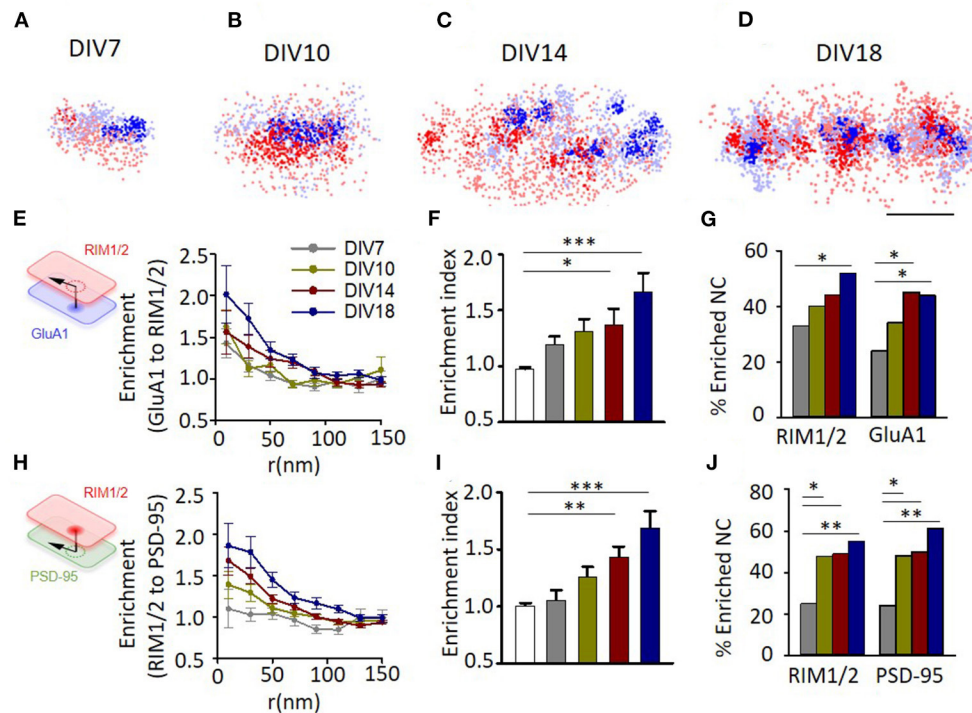 A
B
C
D
DIV7
DIV10
DIV14
DIV18
E
RIM1/2
GluA1
Enrichment
(GluA1 to RIM1/2)
2.5
2.0
1.5
1.0
0.5
0
50
100
150
r(nm)
DIV7
DIV10
DIV14
DIV18
F
Enrichment index
2.0
1.5
1.0
0.5
***
*
G
% Enriched NC
60
40
20
0
*
*
*
RIM1/2
GluA1
H
RIM1/2
PSD-95
Enrichment
(RIM1/2 to PSD-95)
2.5
2.0
1.5
1.0
0.5
0
50
100
150
r(nm)
I
Enrichment index
2.0
1.5
1.0
0.5
***
**
J
% Enriched NC
80
60
40
20
0
*
**
*
**
RIM1/2
PSD-95